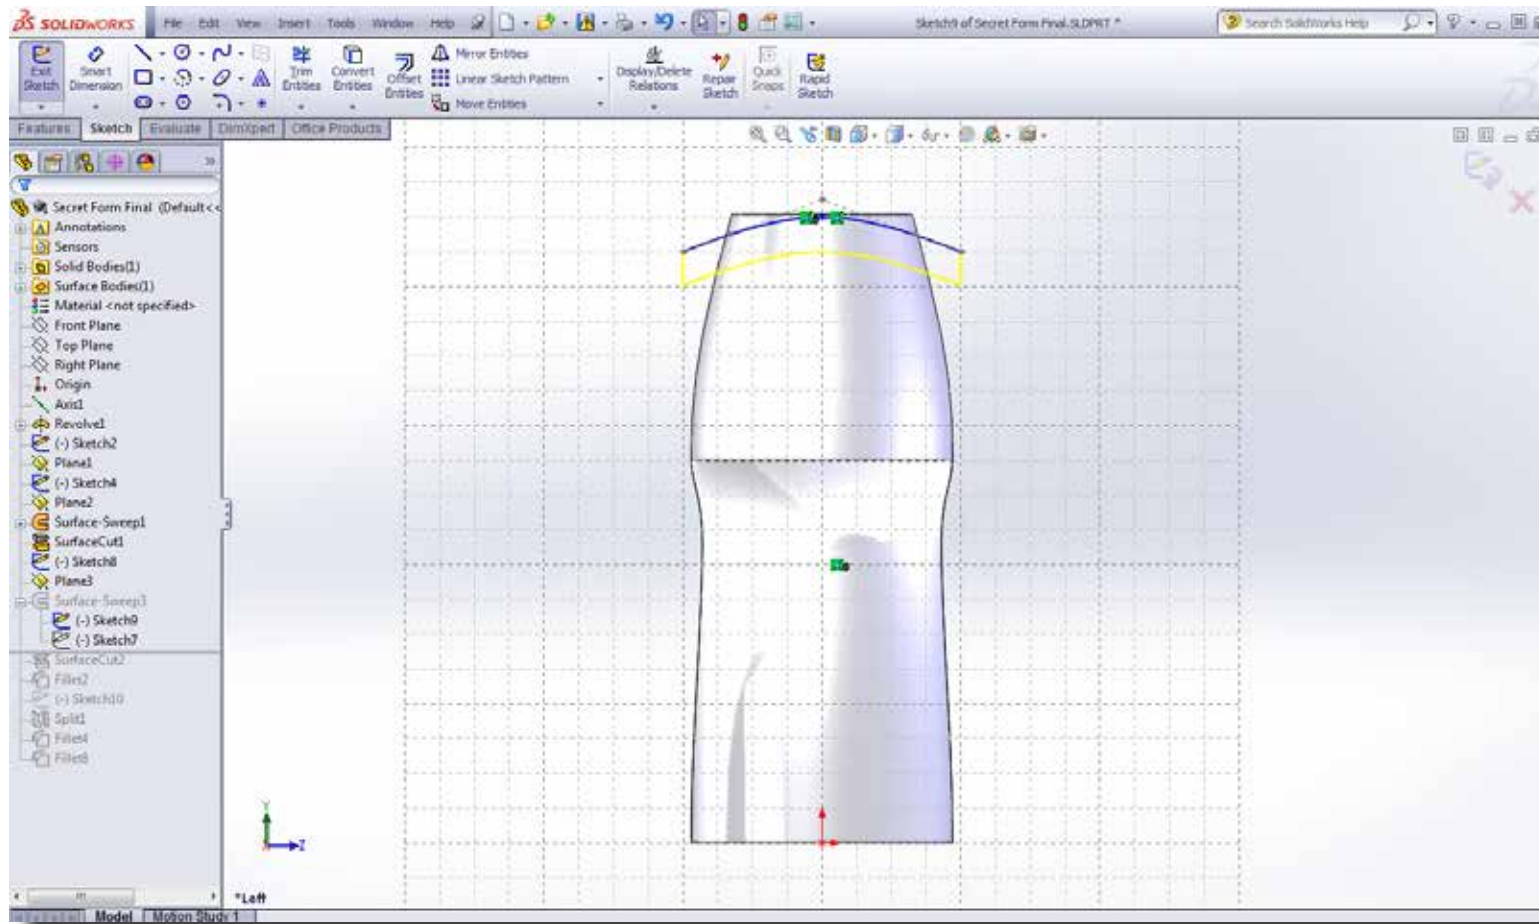 SOLIDWORKS File Edit View Insert Tools Window Help Sketch9 of Secret Form Final.SLDPRT * Search SolidWorks Help
Exit Sketch Smart Dimension Trim Entities Convert Entities Offset Entities Mirror Entities Linear Sketch Pattern Move Entities Display/Delete Relations Repair Sketch Quick Snaps Rapid Sketch
Features Sketch Evaluate DimXpert Office Products
Secret Form Final (Default<<
Annotations
Sensors
Solid Bodies(1)
Surface Bodies(1)
Material <not specified>
Front Plane
Top Plane
Right Plane
Origin
Axis1
Revolve1
(-) Sketch2
Plane1
(-) Sketch4
Plane2
Surface-Sweep1
SurfaceCut1
(-) Sketch8
Plane3
Surface-Sweep3
(-) Sketch9
(-) Sketch7
SurfaceCut2
Fillet2
(-) Sketch10
Split1
Fillet4
Y
Z
*Left
Model Motion Study 1